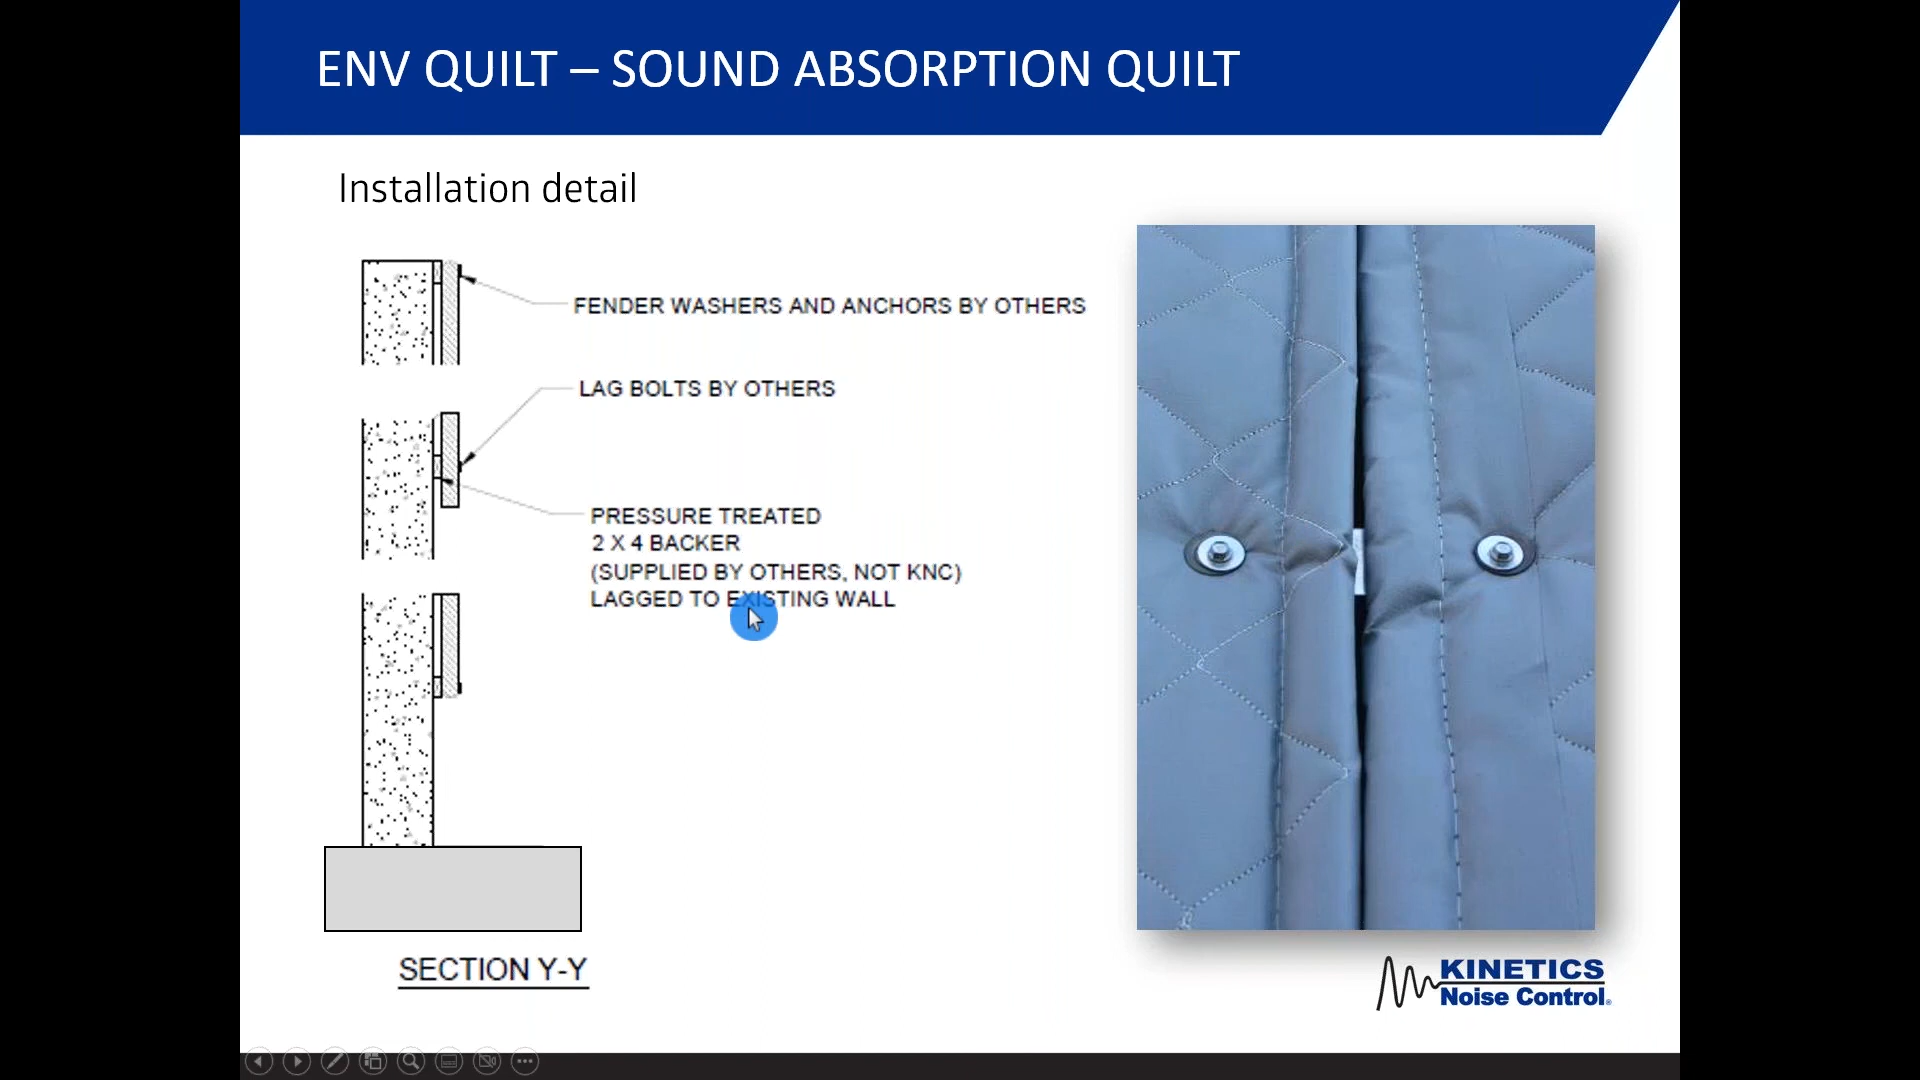 ENV QUILT – SOUND ABSORPTION QUILT
Installation detail
FENDER WASHERS AND ANCHORS BY OTHERS
LAG BOLTS BY OTHERS
PRESSURE TREATED
2 X 4 BACKER
(SUPPLIED BY OTHERS, NOT KNC)
LAGGED TO EXISTING WALL
SECTION Y-Y
KINETICS
Noise Control®